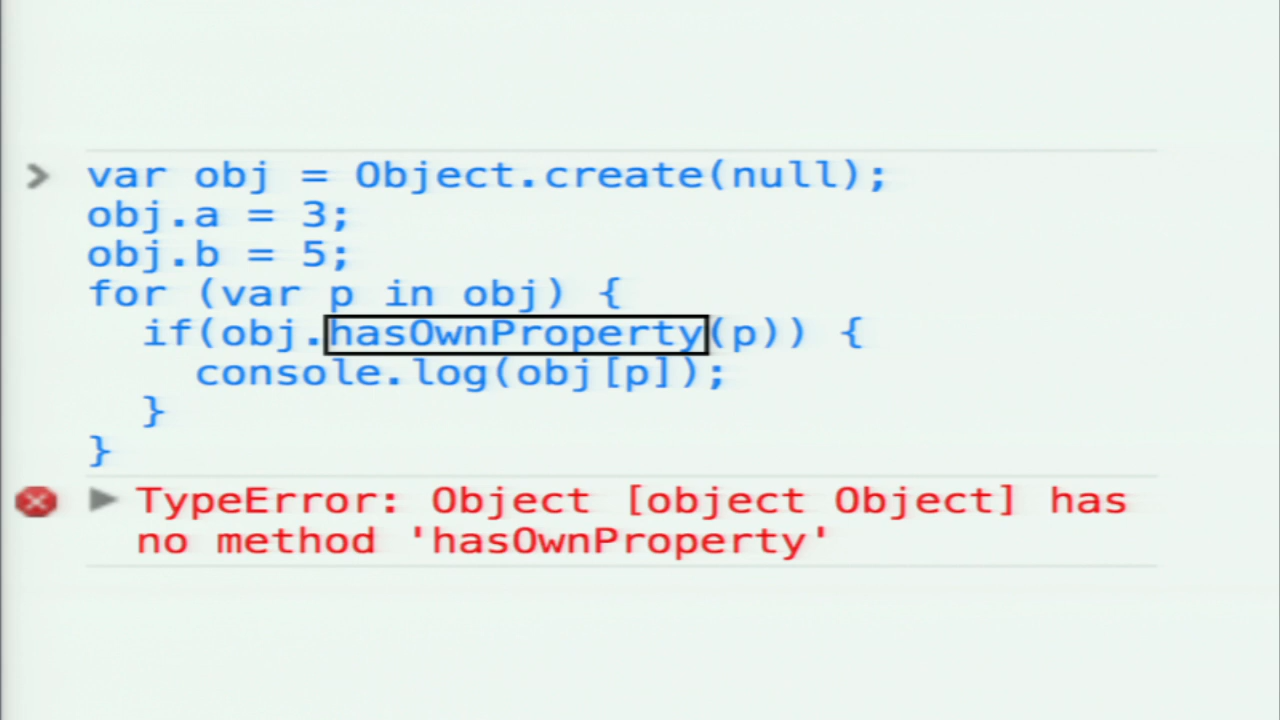 var obj = Object.create(null);
obj.a = 3;
obj.b = 5;
for (var p in obj) {
  if(obj.hasOwnProperty(p)) {
    console.log(obj[p]);
  }
}
TypeError: Object [object Object] has
no method 'hasOwnProperty'